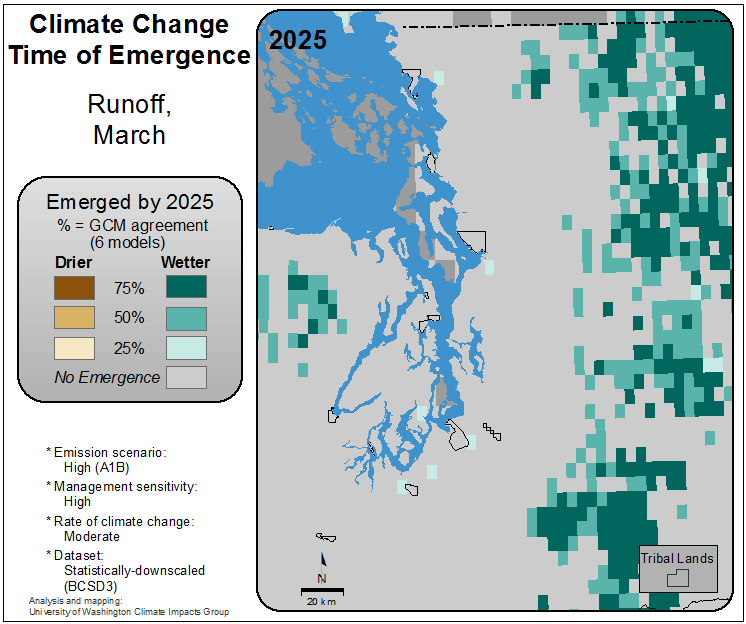 Climate Change
Time of Emergence
Runoff,
March
Emerged by 2025
% = GCM agreement
(6 models)
Drier Wetter
75%
50%
25%
No Emergence
* Emission scenario:
High (A1B)
* Management sensitivity:
High
* Rate of climate change:
Moderate
* Dataset:
Statistically-downscaled
(BCSD3)
Analysis and mapping:
University of Washington Climate Impacts Group
2025
N
20 km
Tribal Lands